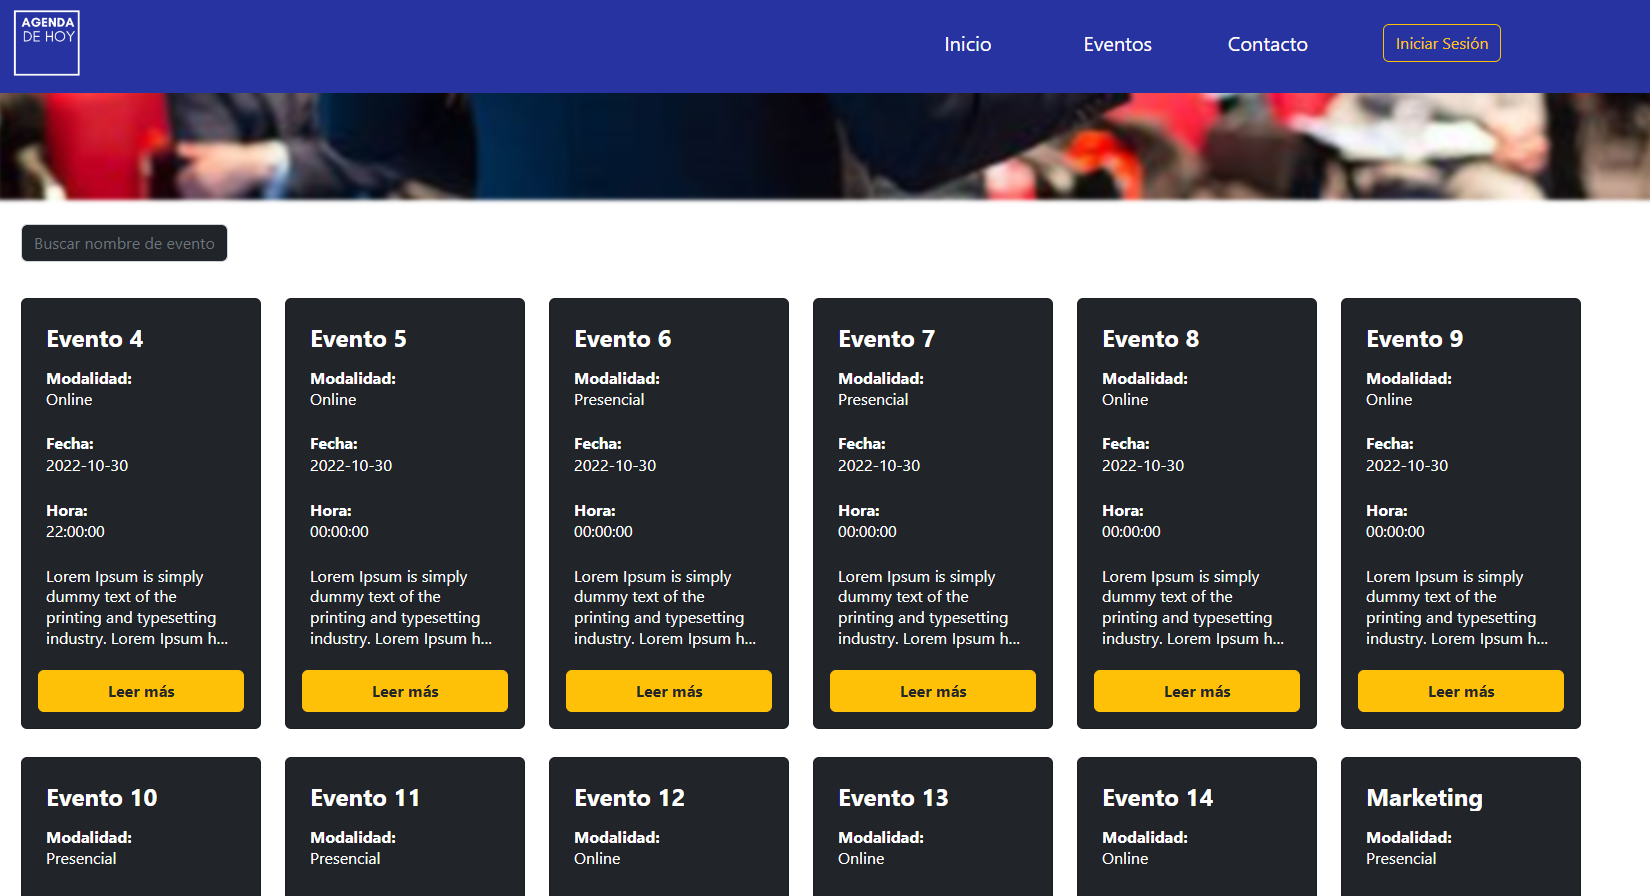 AGENDA
DE HOY
Inicio
Eventos
Contacto
Iniciar Sesión
Buscar nombre de evento
Evento 4
Modalidad:
Online
Fecha:
2022-10-30
Hora:
22:00:00
Lorem Ipsum is simply
dummy text of the
printing and typesetting
industry. Lorem Ipsum h...
Leer más
Evento 5
Modalidad:
Online
Fecha:
2022-10-30
Hora:
00:00:00
Lorem Ipsum is simply
dummy text of the
printing and typesetting
industry. Lorem Ipsum h...
Leer más
Evento 6
Modalidad:
Presencial
Fecha:
2022-10-30
Hora:
00:00:00
Lorem Ipsum is simply
dummy text of the
printing and typesetting
industry. Lorem Ipsum h...
Leer más
Evento 7
Modalidad:
Presencial
Fecha:
2022-10-30
Hora:
00:00:00
Lorem Ipsum is simply
dummy text of the
printing and typesetting
industry. Lorem Ipsum h...
Leer más
Evento 8
Modalidad:
Online
Fecha:
2022-10-30
Hora:
00:00:00
Lorem Ipsum is simply
dummy text of the
printing and typesetting
industry. Lorem Ipsum h...
Leer más
Evento 9
Modalidad:
Online
Fecha:
2022-10-30
Hora:
00:00:00
Lorem Ipsum is simply
dummy text of the
printing and typesetting
industry. Lorem Ipsum h...
Leer más
Evento 10
Modalidad:
Presencial
Evento 11
Modalidad:
Presencial
Evento 12
Modalidad:
Online
Evento 13
Modalidad:
Online
Evento 14
Modalidad:
Online
Marketing
Modalidad:
Presencial